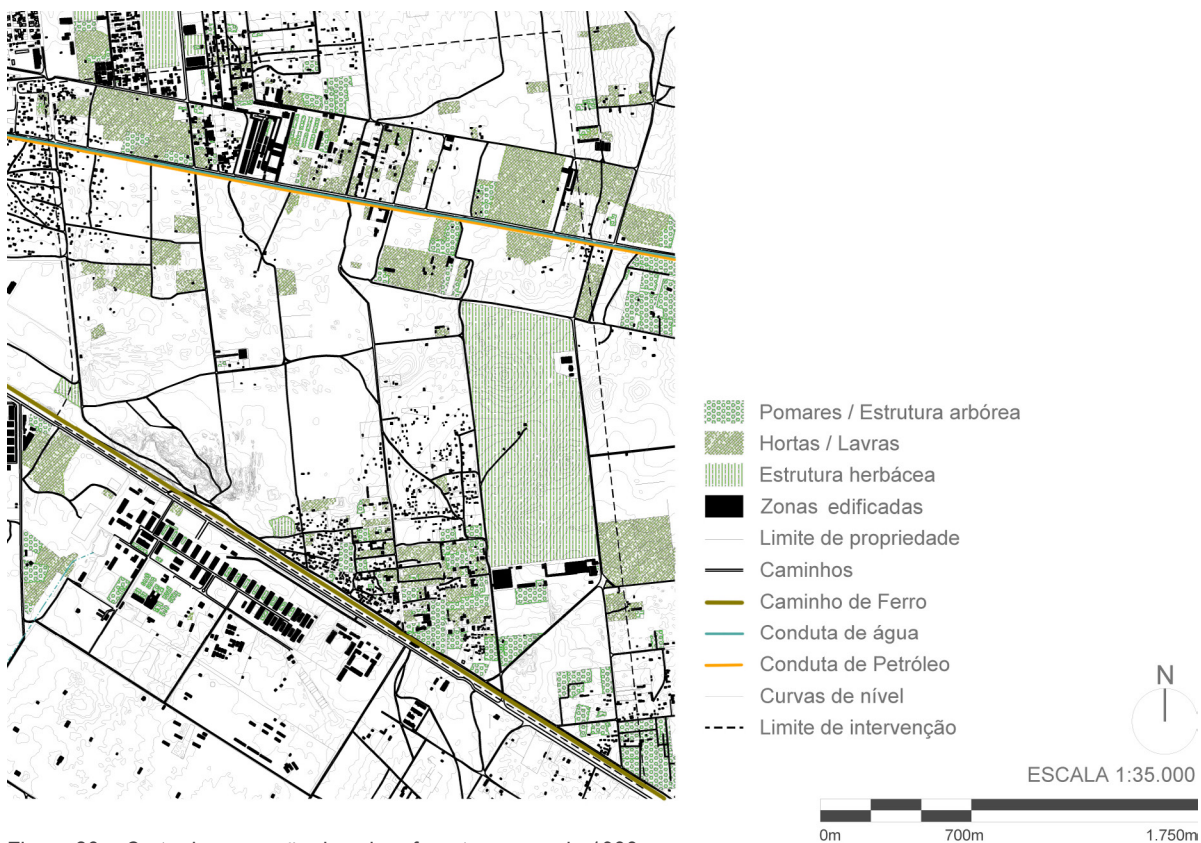 Pomares / Estrutura arbórea
Hortas / Lavras
Estrutura herbácea
Zonas edificadas
Limite de propriedade
Caminhos
Caminho de Ferro
Conduta de água
Conduta de Petróleo
Curvas de nível
Limite de intervenção
N
ESCALA 1:35.000
0m 700m 1.750m